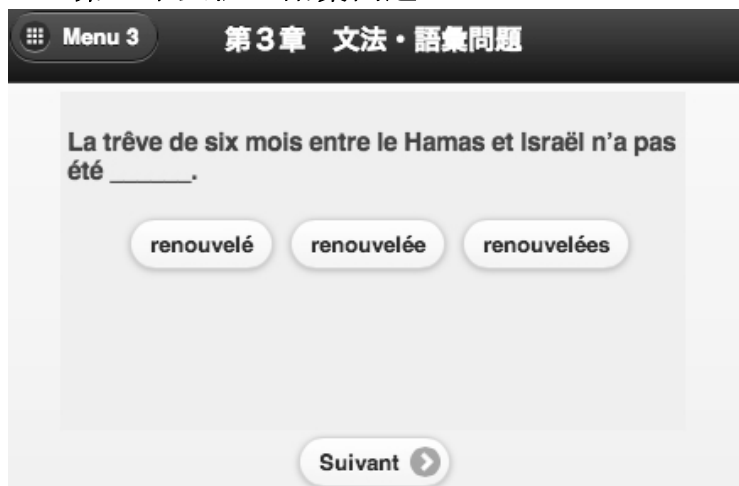 Menu 3
第3章 文法・語彙問題
La trêve de six mois entre le Hamas et Israël n'a pas
été ______.
renouvelé renouvelée renouvelées
Suivant